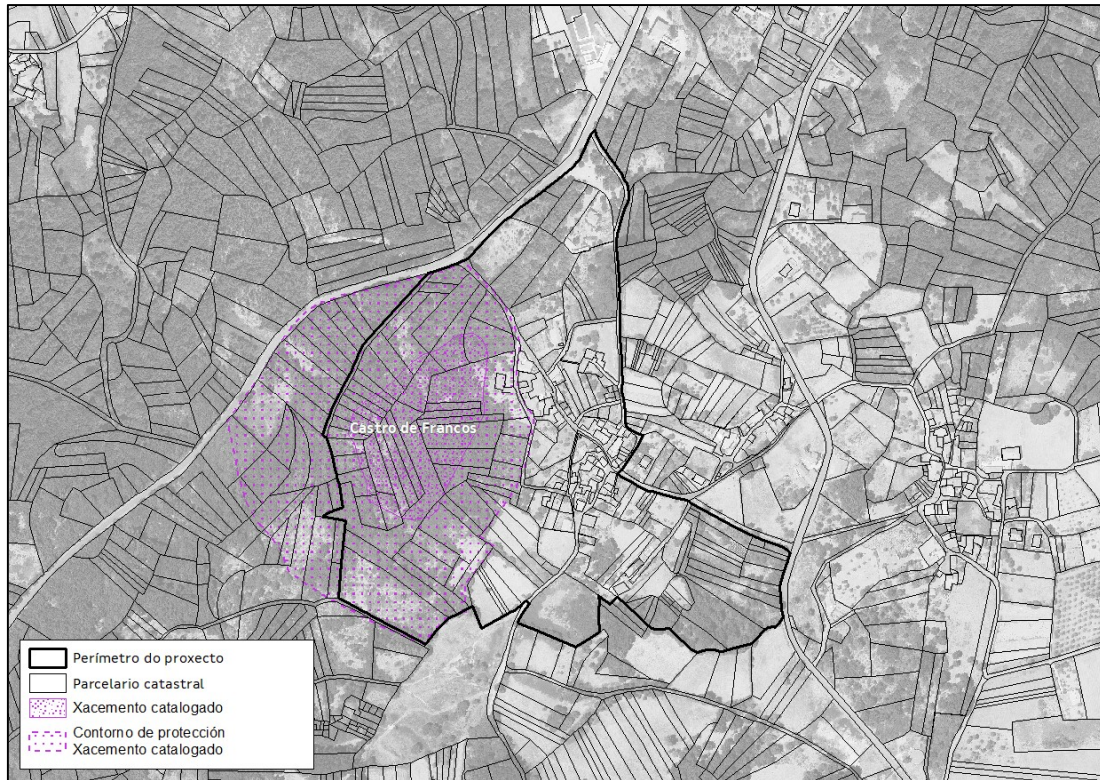 Castro de Francos
Perímetro do proxecto
Parcelario catastral
Xacemento catalogado
Contorno de protección
Xacemento catalogado